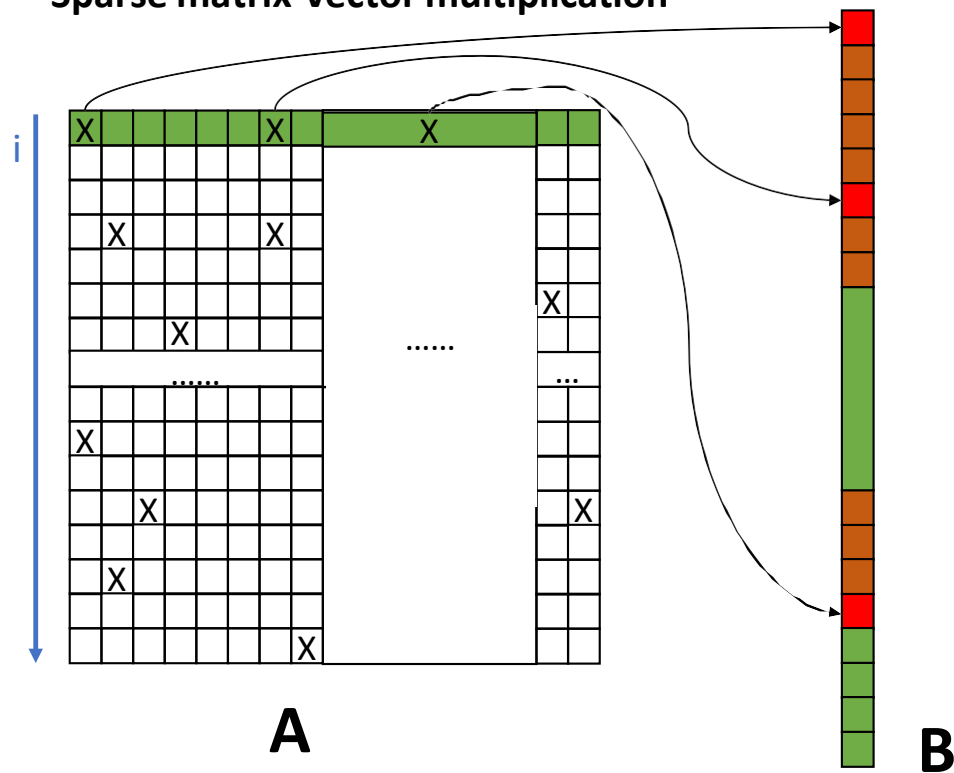 Sparse matrix-vector multiplication
X X X
i
X X
X
X
......
......
...
X
X X
X
X
A
B